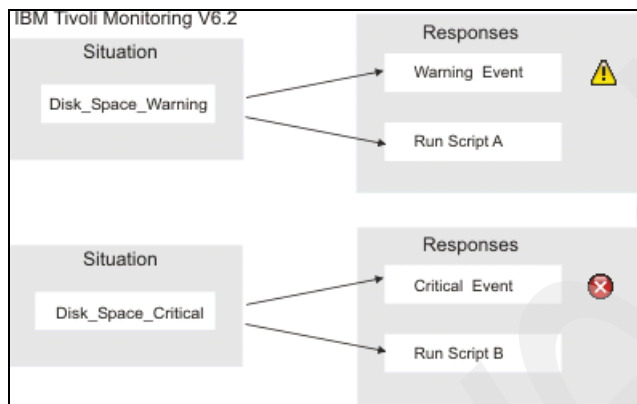 IBM Tivoli Monitoring V6.2
Situation
Disk_Space_Warning
Responses
Warning Event
Run Script A
Situation
Disk_Space_Critical
Responses
Critical Event
Run Script B